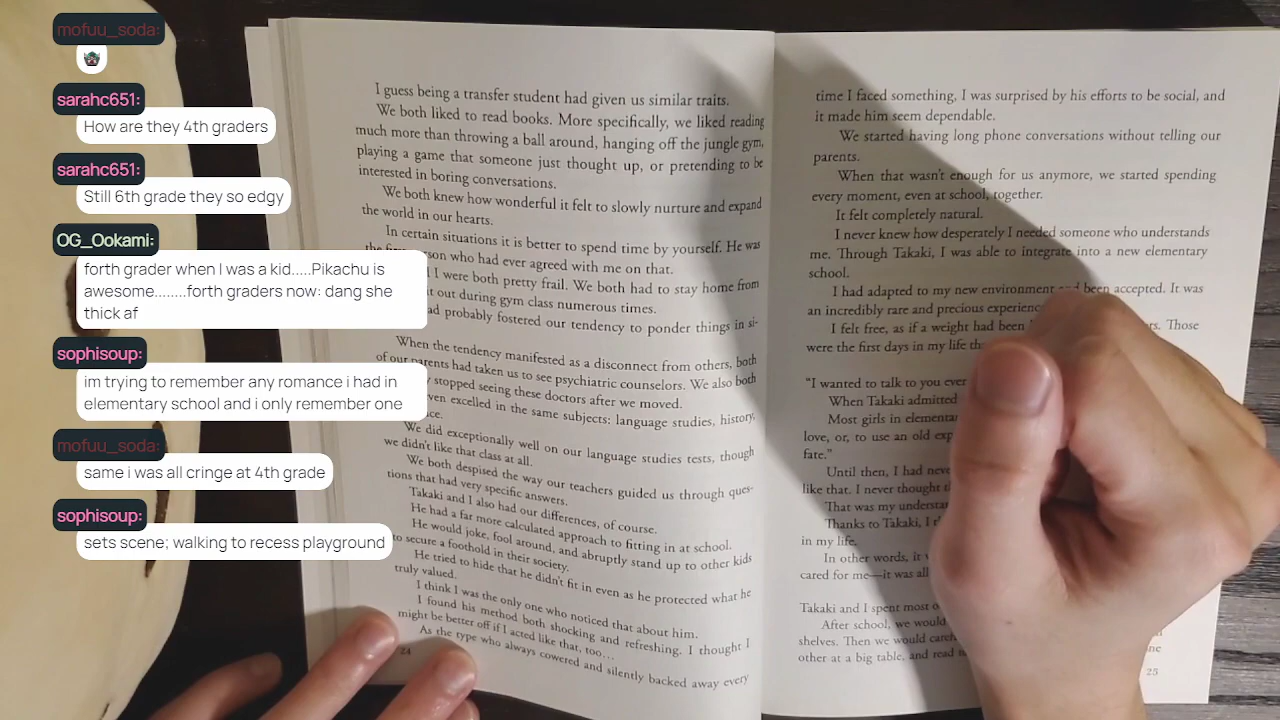 mofuu_soda:
sarahc651:
How are they 4th graders
sarahc651:
Still 6th grade they so edgy
OG_Ookami:
forth grader when I was a kid.....Pikachu is
awesome........forth graders now: dang she
thick af
sophisoup:
im trying to remember any romance i had in
elementary school and i only remember one
mofuu_soda:
same i was all cringe at 4th grade
sophisoup:
sets scene; walking to recess playground
I guess being a transfer student had given us similar traits.
We both liked to read books. More specifically, we liked reading
much more than throwing a ball around, hanging off the jungle gym,
playing a game that someone just thought up, or pretending to be
interested in boring conversations.
We both knew how wonderful it felt to slowly nurture and expand
the world in our hearts.
In certain situations it is better to spend time by yourself. He was
the who had ever agreed with me on that.
I were both pretty frail. We both had to stay home from
out during gym class numerous times.
probably fostered our tendency to ponder things in si-
When the tendency manifested as a disconnect from others, both
of our parents had taken us to see psychiatric counselors. We also both
stopped seeing these doctors after we moved.
excelled in the same subjects: language studies, history,
We did exceptionally well on our language studies tests, though
we didn't like that class at all.
We both despised the way our teachers guided us through ques-
tions that had very specific answers.
Takaki and I also had our differences, of course.
He had a far more calculated approach to fitting in at school.
He would joke, fool around, and abruptly stand up to other kids
to secure a foothold in their society.
He tried to hide that he didn't fit in even as he protected what he
truly valued.
I think I was the only one who noticed that about him.
I found his method both shocking and refreshing. I thought I
might be better off if I acted like that, too…
As the type who always cowered and silently backed away every
24
time I faced something, I was surprised by his efforts to be social, and
it made him seem dependable.
We started having long phone conversations without telling our
parents.
When that wasn't enough for us anymore, we started spending
every moment, even at school, together.
It felt completely natural.
I never knew how desperately I needed someone who understands
me. Through Takaki, I was able to integrate into a new elementary
school.
I had adapted to my new environment and been accepted. It was
an incredibly rare and precious
I felt free, as if a weight had been Those
were the first days in my life
"I wanted to talk to you
When Takaki admitted
Most girls in
love, or, to use an old
fate."
Until then, I had
like that. I never thought
That was my
Thanks to Takaki, I
in my life.
In other words, it
cared for me—it was all
Takaki and I spent most
After school, we would
shelves. Then we would
other at a big table, and read
25